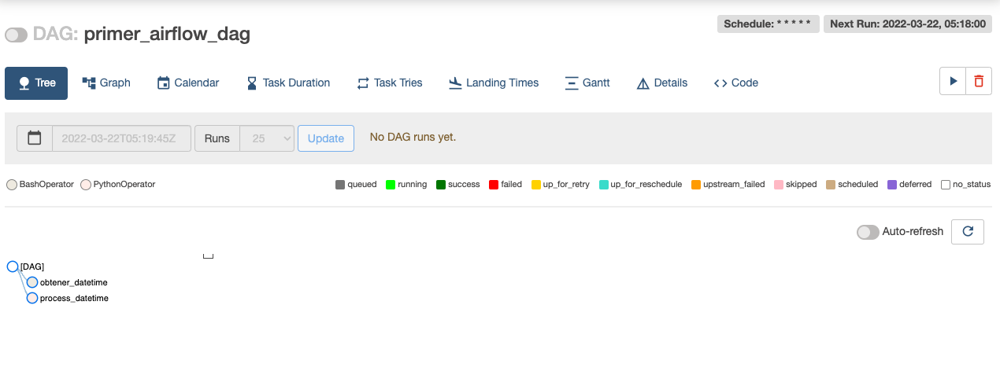 DAG: primer_airflow_dag
Schedule: * * * * *
Next Run: 2022-03-22, 05:18:00
Tree Graph Calendar Task Duration Task Tries Landing Times Gantt Details Code
2022-03-22T05:19:45Z Runs 25 Update No DAG runs yet.
BashOperator PythonOperator
queued running success failed up_for_retry up_for_reschedule upstream_failed skipped scheduled deferred no_status
Auto-refresh
[DAG]
obtener_datetime
process_datetime